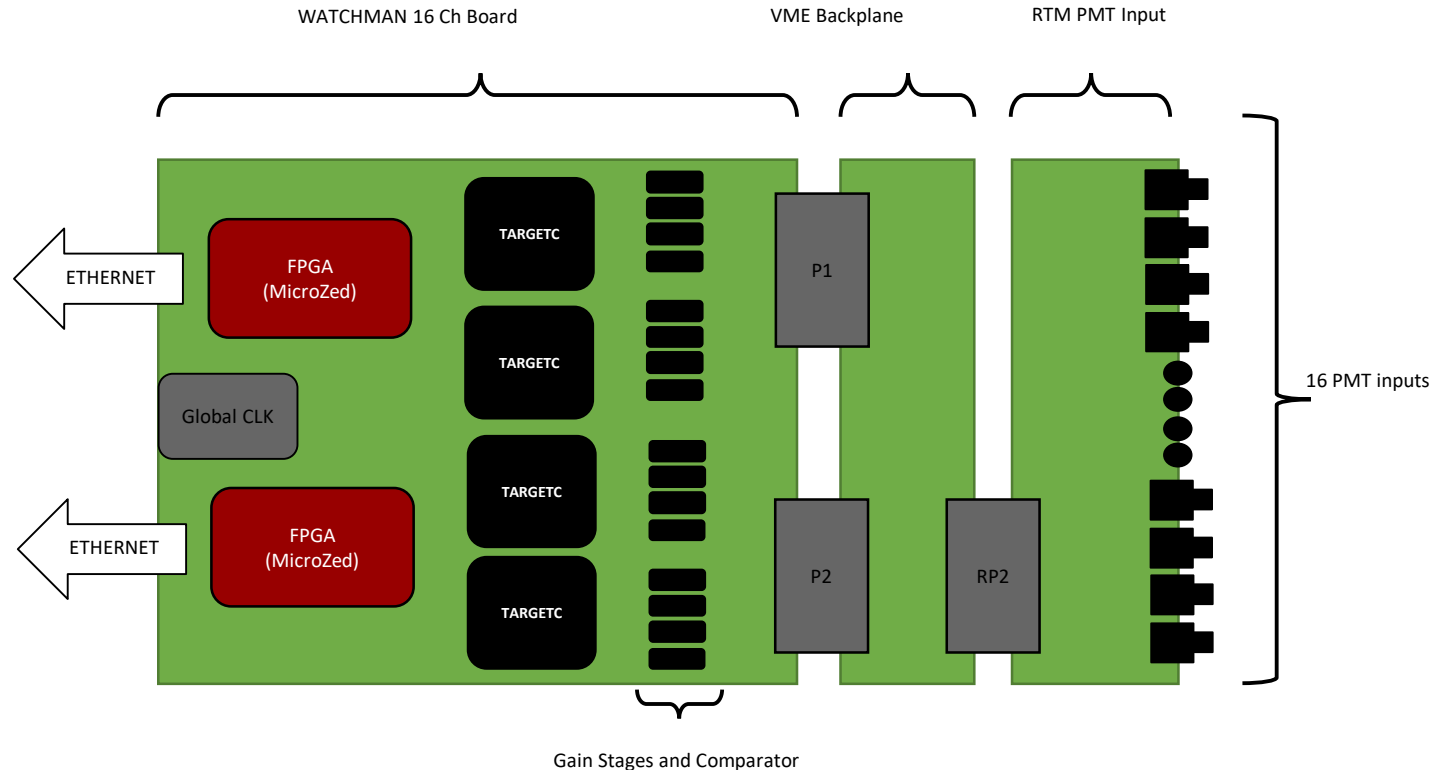 WATCHMAN 16 Ch Board
VME Backplane
RTM PMT Input
TARGETC
P1
FPGA
(MicroZed)
ETHERNET
TARGETC
16 PMT inputs
Global CLK
TARGETC
FPGA
(MicroZed)
ETHERNET
P2
RP2
TARGETC
Gain Stages and Comparator